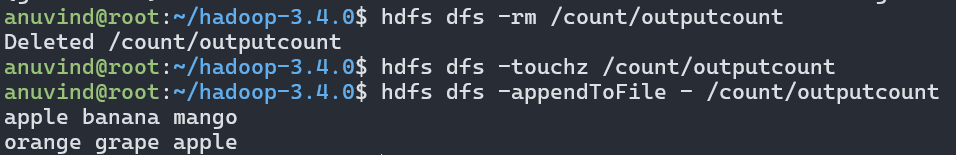 anuvind@root:~/hadoop-3.4.0$ hdfs dfs -rm /count/outputcount
Deleted /count/outputcount
anuvind@root:~/hadoop-3.4.0$ hdfs dfs -touchz /count/outputcount
anuvind@root:~/hadoop-3.4.0$ hdfs dfs -appendToFile - /count/outputcount
apple banana mango
orange grape apple